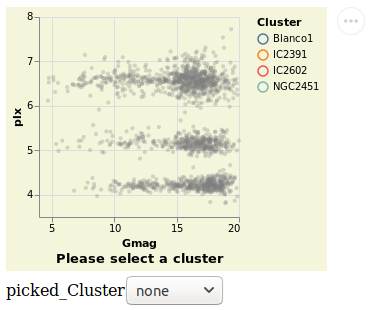 8
7
6
5
4
plx
5 10 15 20
Gmag
Please select a cluster
Cluster
Blanco1
IC2391
IC2602
NGC2451
picked_Cluster none